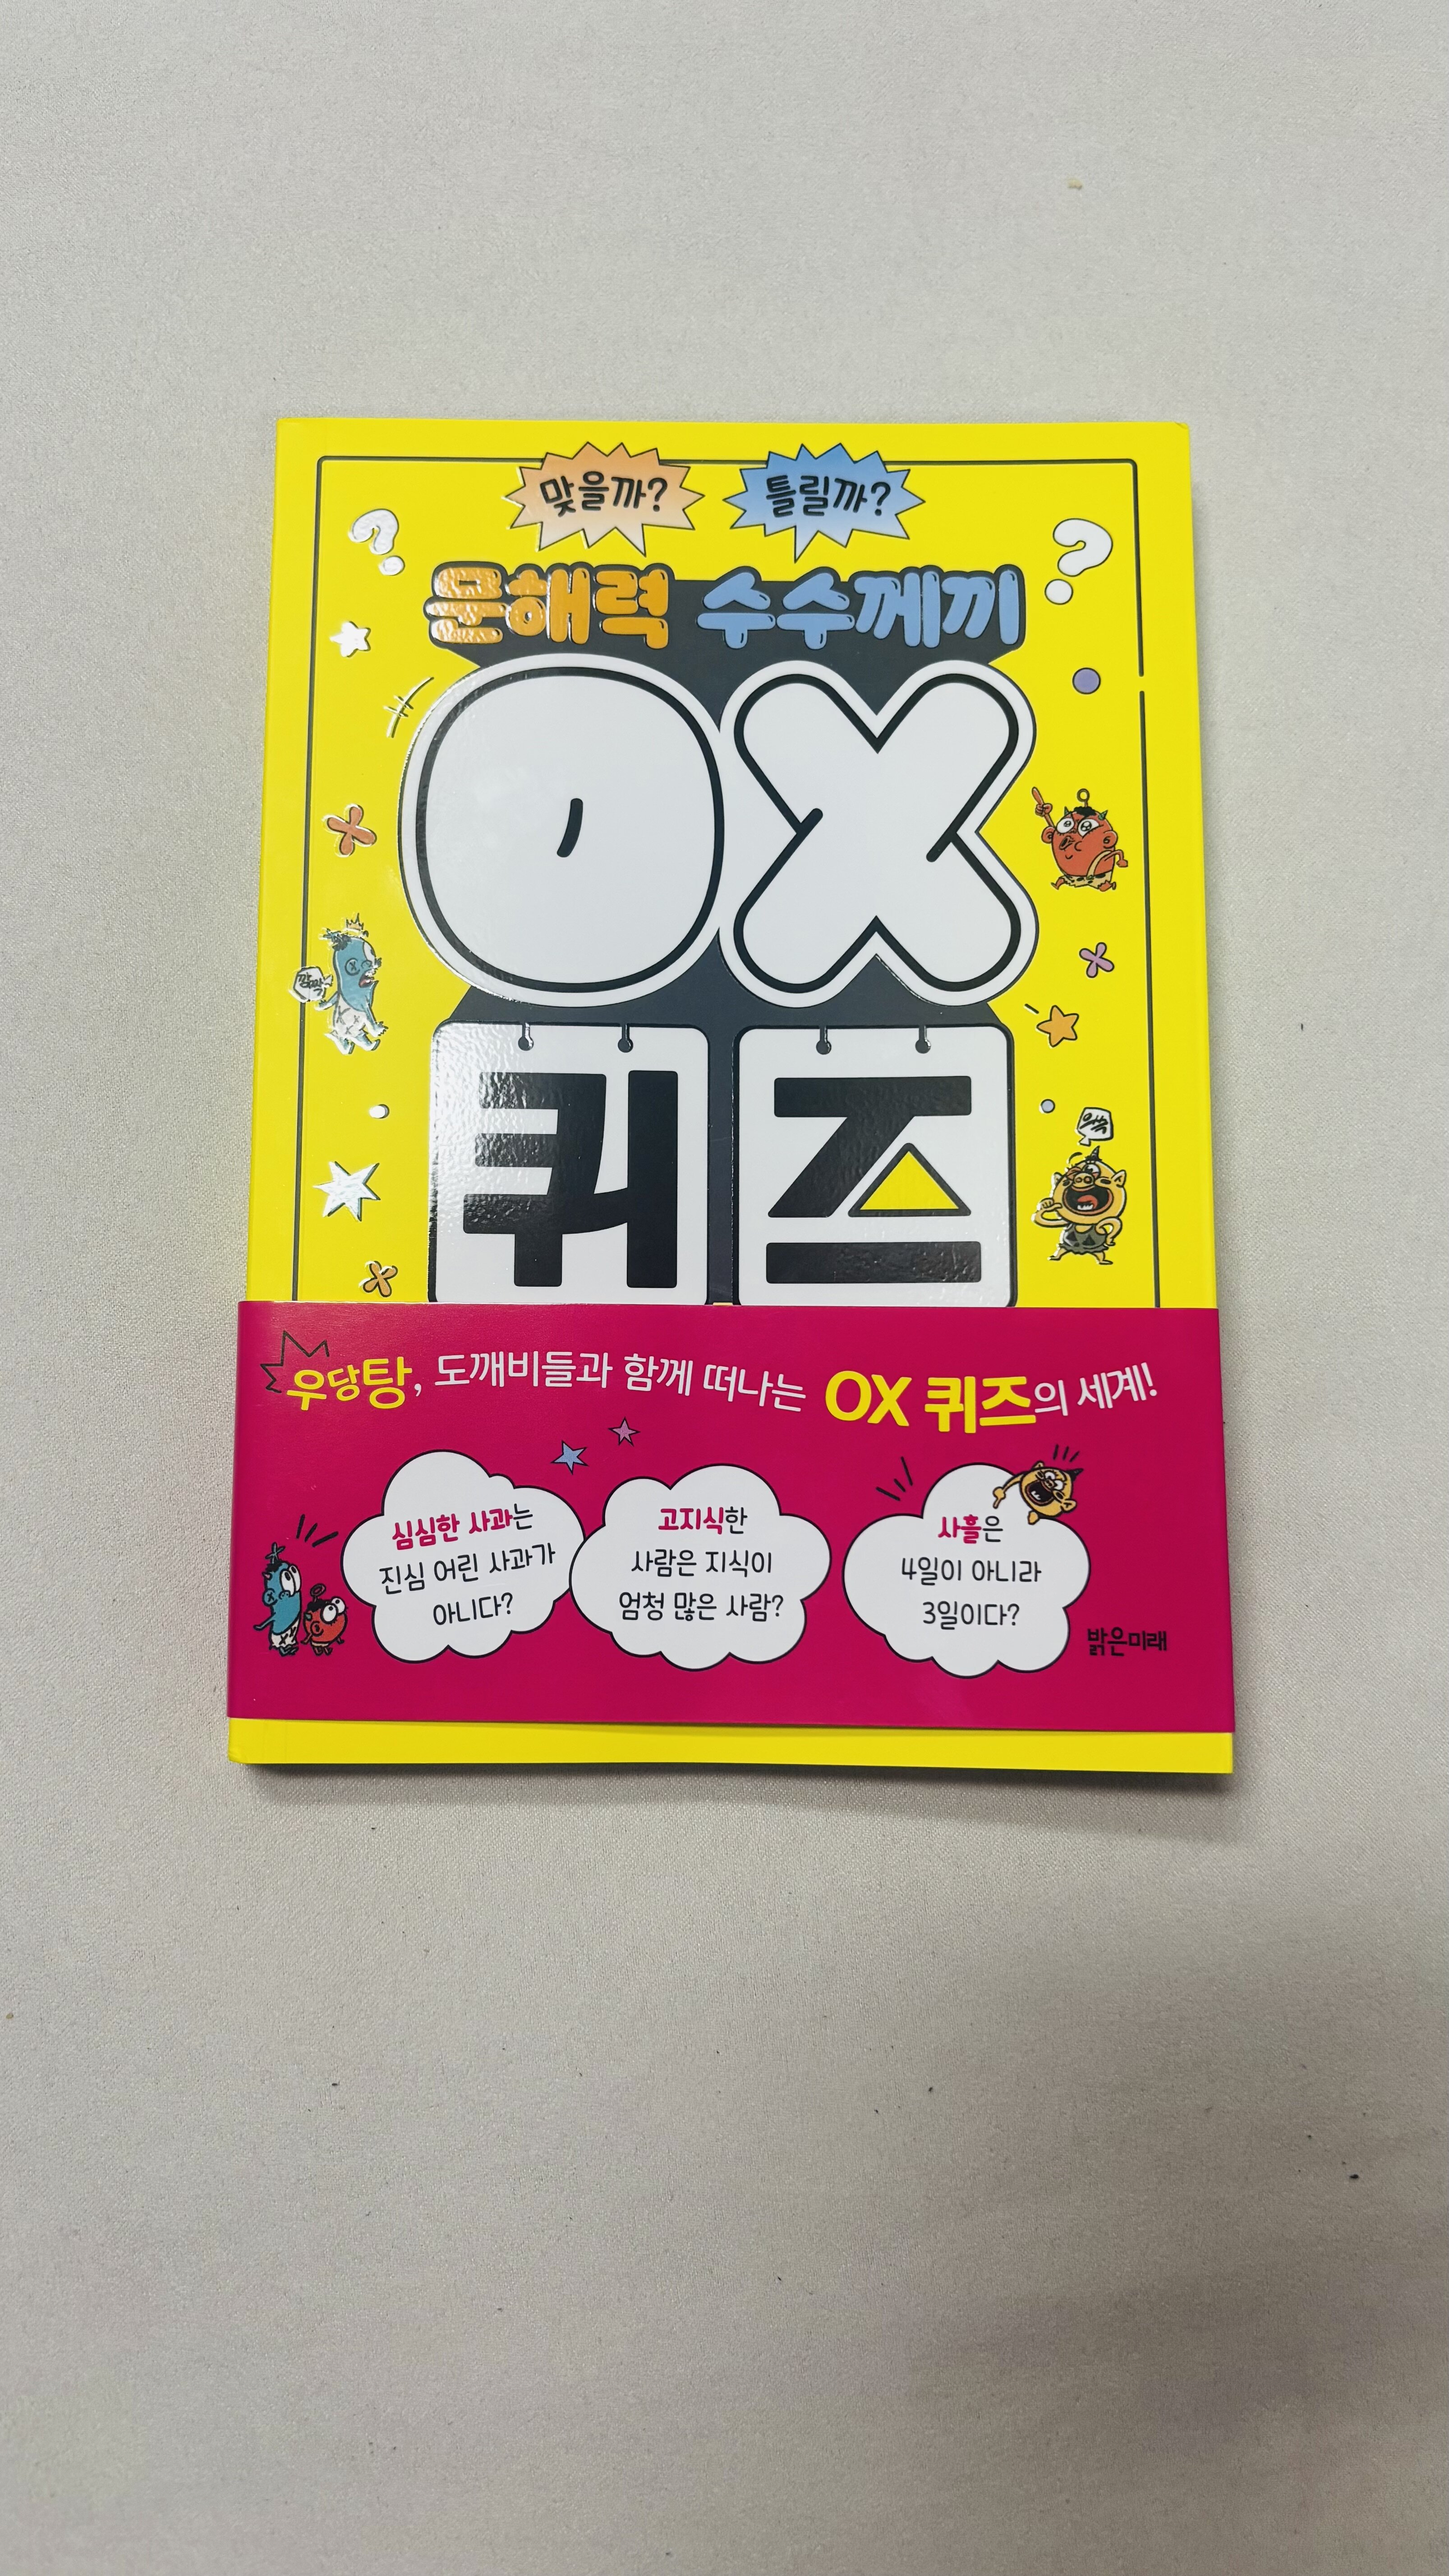 맞을까? 틀릴까?
문해력 수수께끼
OX
퀴즈
깜짝
으쓱
우당탕, 도깨비들과 함께 떠나는 OX 퀴즈의 세계!
심심한 사과는
진심 어린 사과가
아니다?
고지식한
사람은 지식이
엄청 많은 사람?
사흘은
4일이 아니라
3일이다?
밝은미래